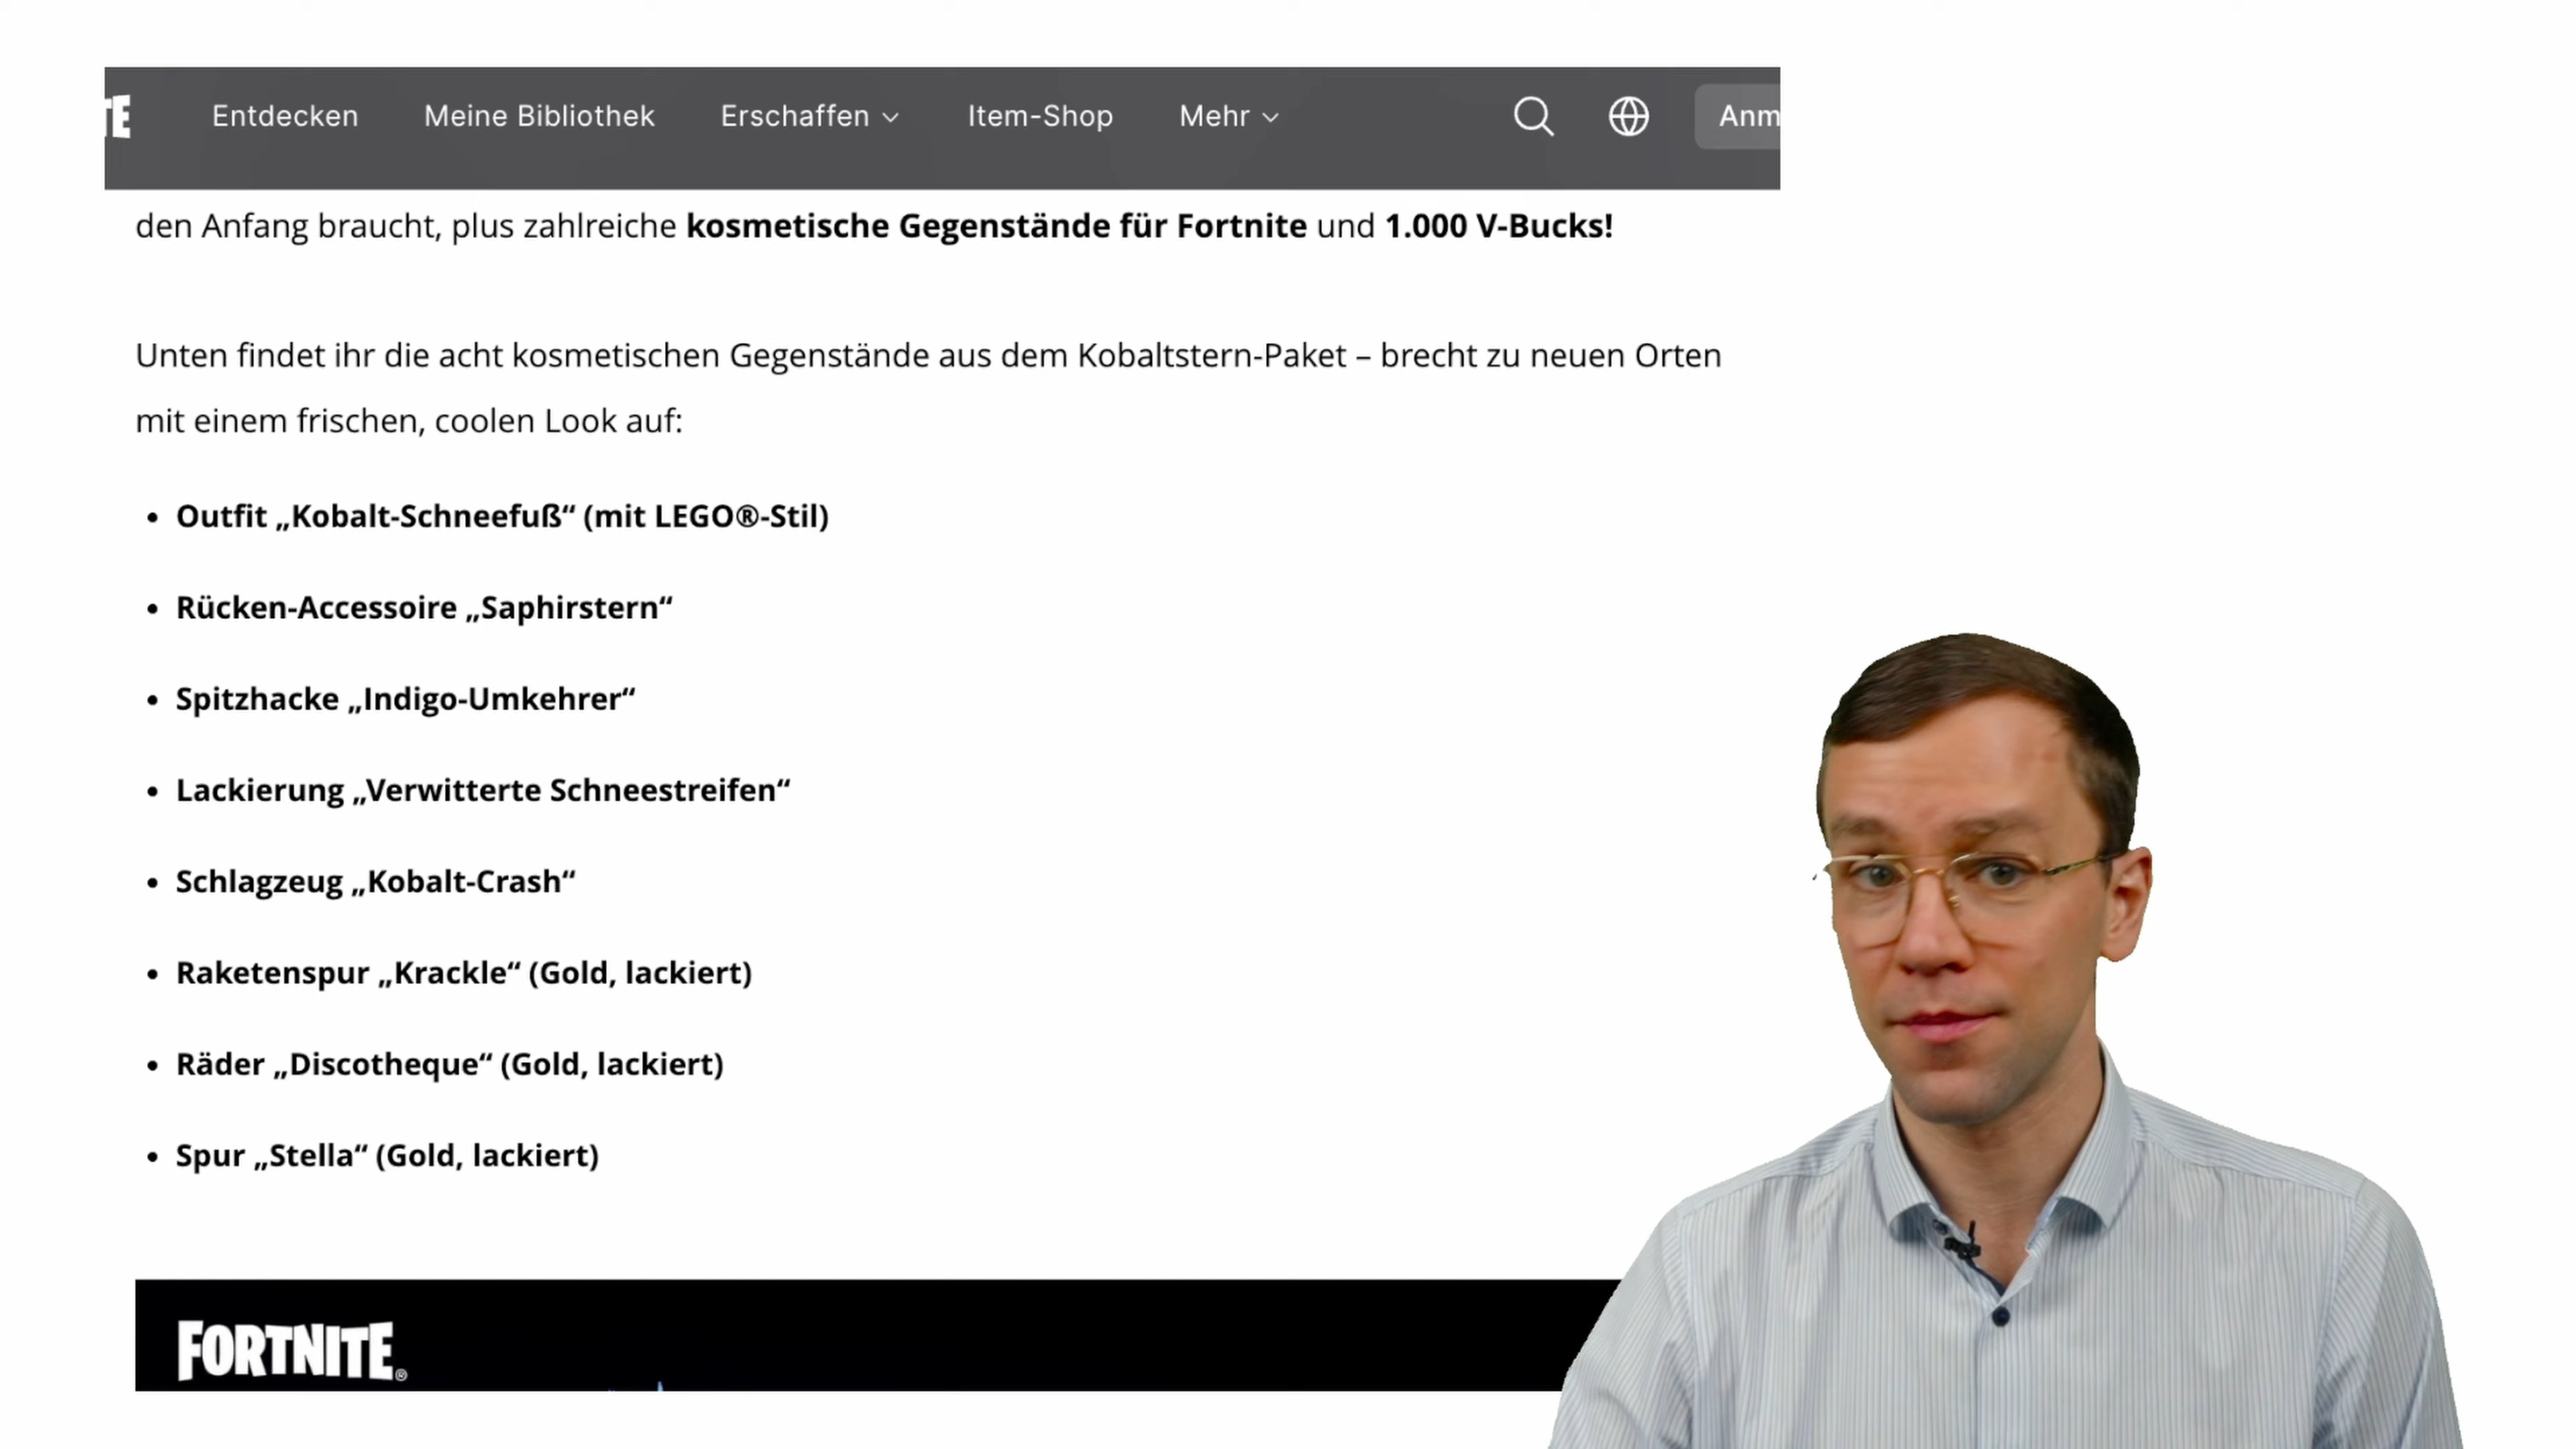 TE Entdecken Meine Bibliothek Erschaffen Item-Shop Mehr Anm
den Anfang braucht, plus zahlreiche kosmetische Gegenstände für Fortnite und 1.000 V-Bucks!
Unten findet ihr die acht kosmetischen Gegenstände aus dem Kobaltstern-Paket – brecht zu neuen Orten
mit einem frischen, coolen Look auf:
• Outfit „Kobalt-Schneefuß“ (mit LEGO®-Stil)
• Rücken-Accessoire „Saphirstern“
• Spitzhacke „Indigo-Umkehrer“
• Lackierung „Verwitterte Schneestreifen“
• Schlagzeug „Kobalt-Crash“
• Raketenspur „Krackle“ (Gold, lackiert)
• Räder „Discotheque“ (Gold, lackiert)
• Spur „Stella“ (Gold, lackiert)
FORTNITE®